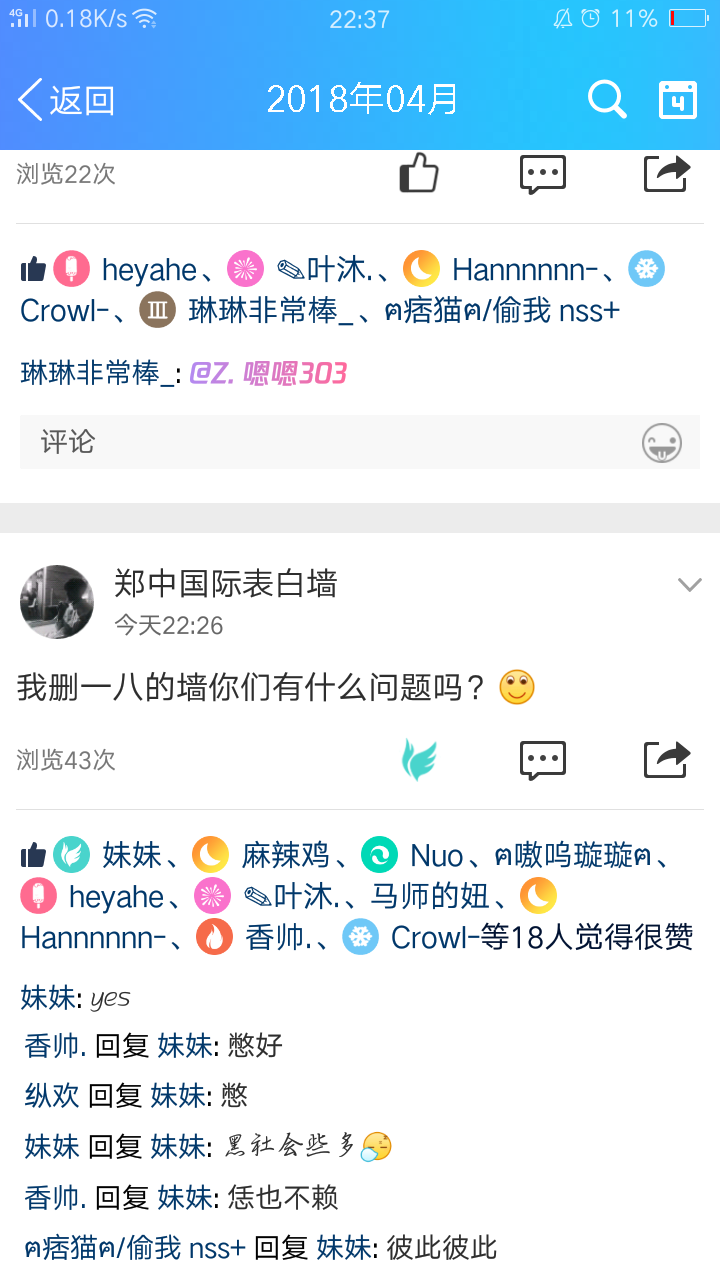 4G 0.18K/s 22:37 11%
返回 2018年04月 4
浏览22次
heyahe、 ✎叶沐.、 Hannnnnn-、
Crowl-、 III 琳琳非常棒_、ฅ痞猫ฅ/偷我 nss+
琳琳非常棒_: @Z. 嗯嗯303
评论
郑中国际表白墙
今天22:26
我删一八的墙你们有什么问题吗?
浏览43次
妹妹、 麻辣鸡、 Nuo、ฅ嗷呜璇璇ฅ、
heyahe、 ✎叶沐.、马师的妞、
Hannnnnn-、 香帅.、 Crowl-等18人觉得很赞
妹妹: yes
香帅. 回复 妹妹: 憋好
纵欢 回复 妹妹: 憋
妹妹 回复 妹妹: 黑社会些多
香帅. 回复 妹妹: 恁也不赖
ฅ痞猫ฅ/偷我 nss+ 回复 妹妹: 彼此彼此